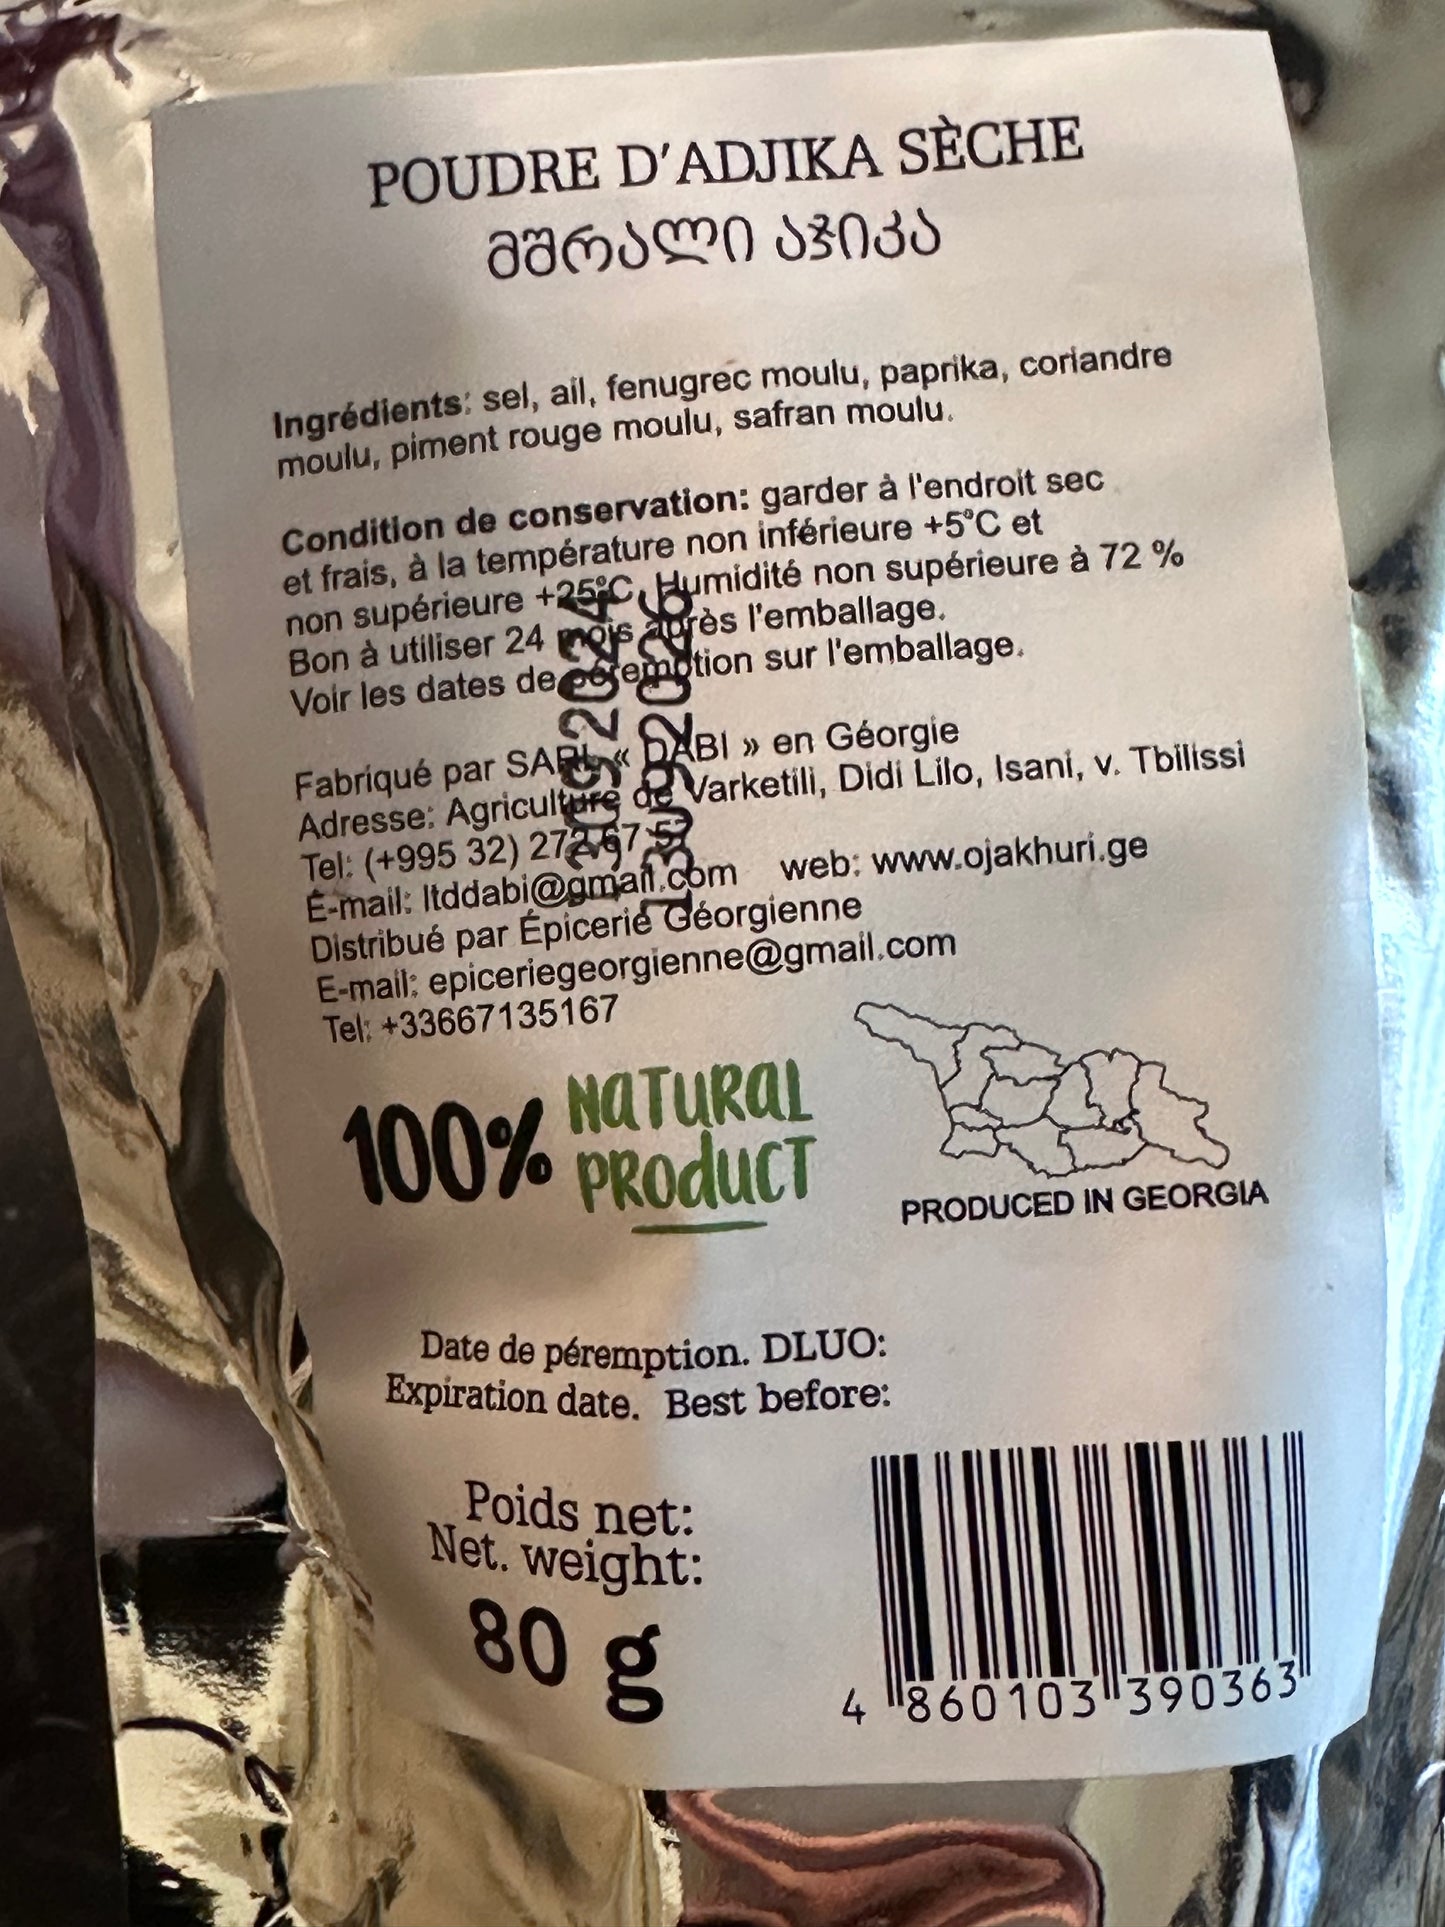 POUDRE D'ADJIKA SÈCHE
მშრალი აჯიკა
Ingrédients: sel, ail, fenugrec moulu, paprika, coriandre
moulu, piment rouge moulu, safran moulu.
Condition de conservation: garder à l'endroit sec
et frais, à la température non inférieure +5°C et
non supérieure +25°C. Humidité non supérieure à 72 %
Bon à utiliser 24 mois après l'emballage.
Voir les dates de péremption sur l'emballage.
Fabriqué par SARL « DABI » en Géorgie
Adresse: Agriculture de Varketili, Didi Lilo, Isani, v. Tbilissi
Tel: (+995 32) 272 67 57
E-mail: ltddabi@gmail.com web: www.ojakhuri.ge
Distribué par Épicerie Géorgienne
E-mail: epiceriegeorgienne@gmail.com
Tel: +33667135167
100% NATURAL
PRODUCT
PRODUCED IN GEORGIA
Date de péremption. DLUO:
Expiration date. Best before:
Poids net:
Net. weight:
80 g
4 860103 390363